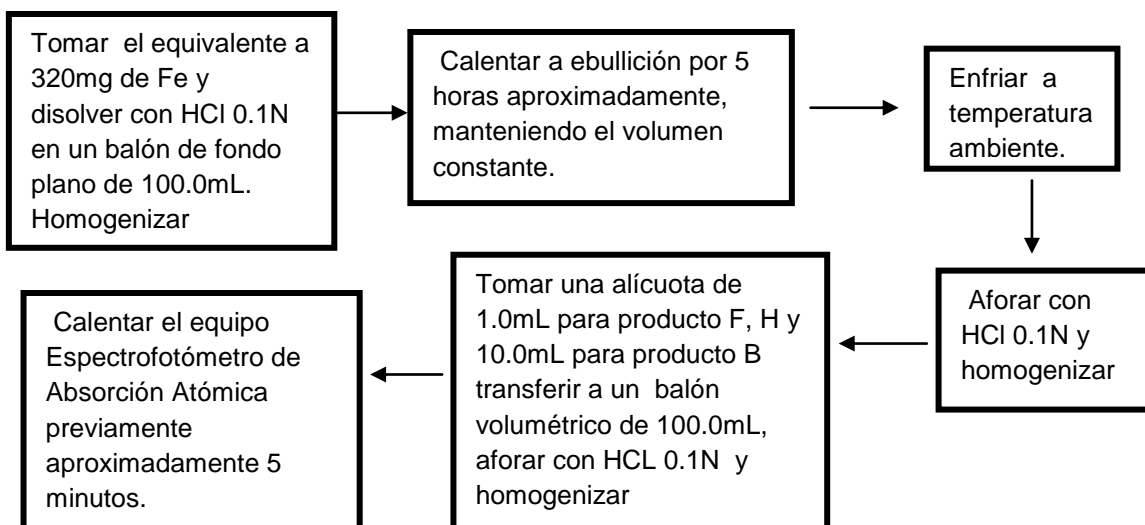 Tomar el equivalente a
320mg de Fe y
disolver con HCl 0.1N
en un balón de fondo
plano de 100.0mL.
Homogenizar
Calentar a ebullición por 5
horas aproximadamente,
manteniendo el volumen
constante.
Enfriar a
temperatura
ambiente.
Aforar con
HCl 0.1N y
homogenizar
Tomar una alícuota de
1.0mL para producto F, H y
10.0mL para producto B
transferir a un balón
volumétrico de 100.0mL,
aforar con HCL 0.1N y
homogenizar
Calentar el equipo
Espectrofotómetro de
Absorción Atómica
previamente
aproximadamente 5
minutos.